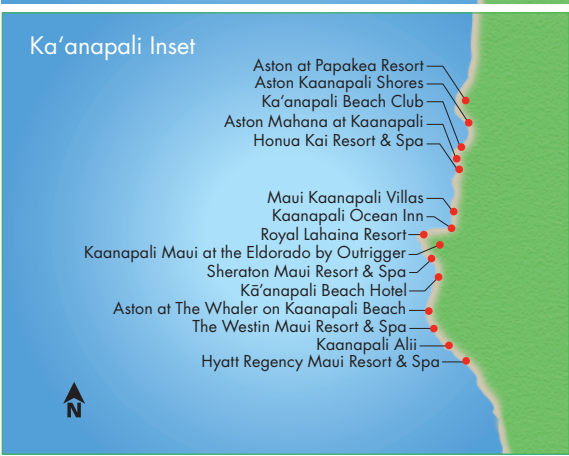 Ka‘anapali Inset
Aston at Papakea Resort
Aston Kaanapali Shores
Ka‘anapali Beach Club
Aston Mahana at Kaanapali
Honua Kai Resort & Spa
Maui Kaanapali Villas
Kaanapali Ocean Inn
Royal Lahaina Resort
Kaanapali Maui at the Eldorado by Outrigger
Sheraton Maui Resort & Spa
Kā‘anapali Beach Hotel
Aston at The Whaler on Kaanapali Beach
The Westin Maui Resort & Spa
Kaanapali Alii
Hyatt Regency Maui Resort & Spa
N